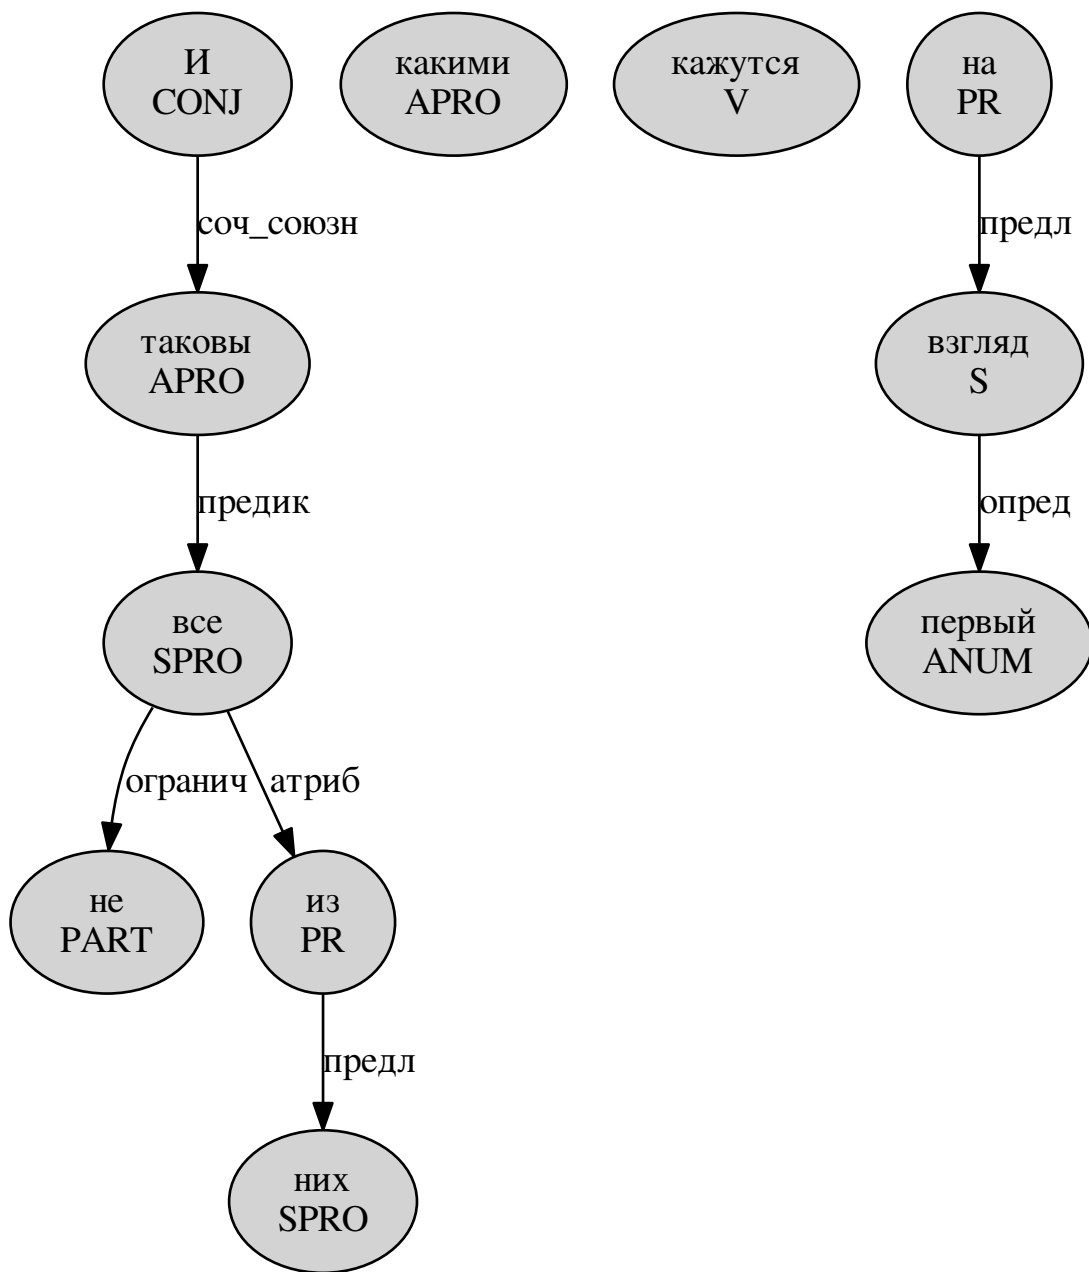 И
CONJ
какими
APRO
кажутся
V
на
PR
соч_союзн
предл
таковы
APRO
взгляд
S
предик
опред
все
SPRO
первый
ANUM
огранич
атриб
не
PART
из
PR
предл
них
SPRO